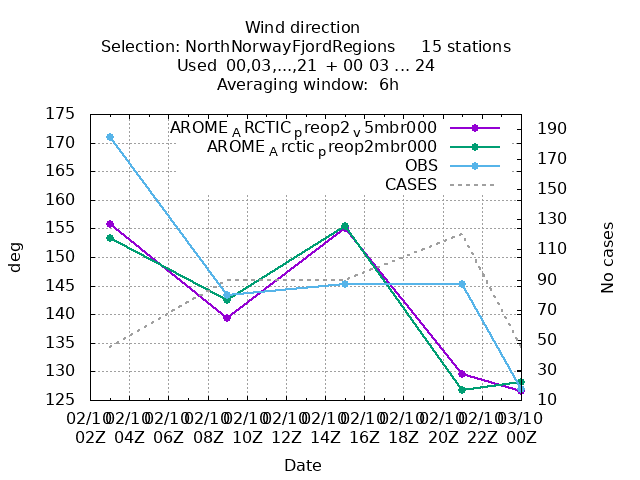 Wind direction
Selection: NorthNorwayFjordRegions 15 stations
Used 00,03,...,21 + 00 03 ... 24
Averaging window: 6h
175
170
165
160
155
150
145
140
135
130
125
deg
AROME_ARCTIC_preop2_v5mbr000
AROME_Arctic_preop2mbr000
OBS
CASES
190
170
150
130
110
90
70
50
30
10
No cases
02/10 02/10 02/10 02/10 02/10 02/10 02/10 02/10 02/10 02/10 02/10 03/10
02Z 04Z 06Z 08Z 10Z 12Z 14Z 16Z 18Z 20Z 22Z 00Z
Date